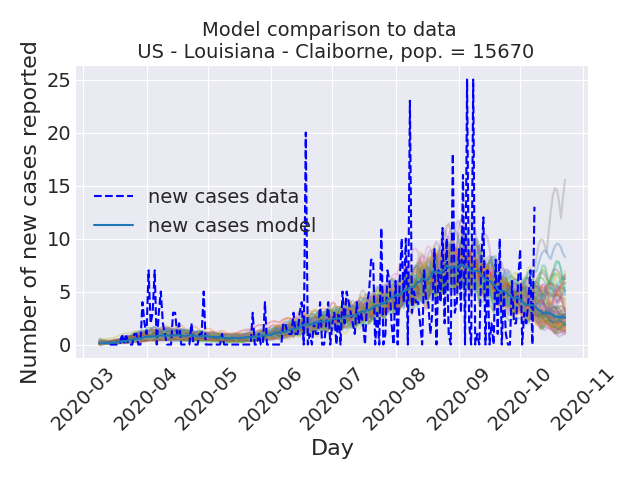 Model comparison to data
US - Louisiana - Claiborne, pop. = 15670
Number of new cases reported
25
20
15
10
5
0
new cases data
new cases model
2020-03
2020-04
2020-05
2020-06
2020-07
2020-08
2020-09
2020-10
2020-11
Day